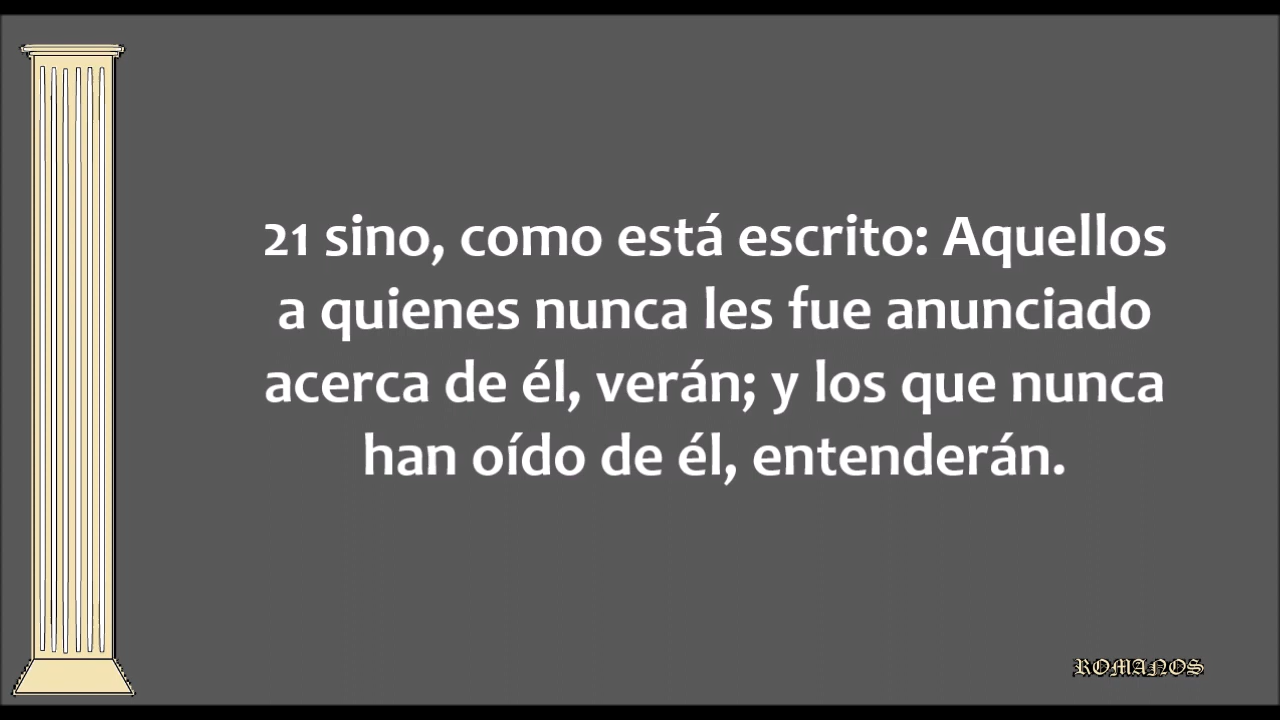 21 sino, como está escrito: Aquellos
a quienes nunca les fue anunciado
acerca de él, verán; y los que nunca
han oído de él, entenderán.
ROMANOS